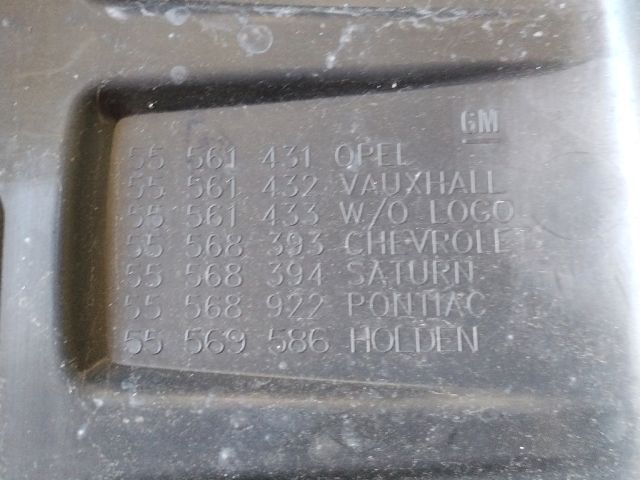 GM
55 561 431 OPEL
55 561 432 VAUXHALL
55 561 433 W/O LOGO
55 568 393 CHEVROLET
55 568 394 SATURN
55 568 922 PONTIAC
55 569 586 HOLDEN